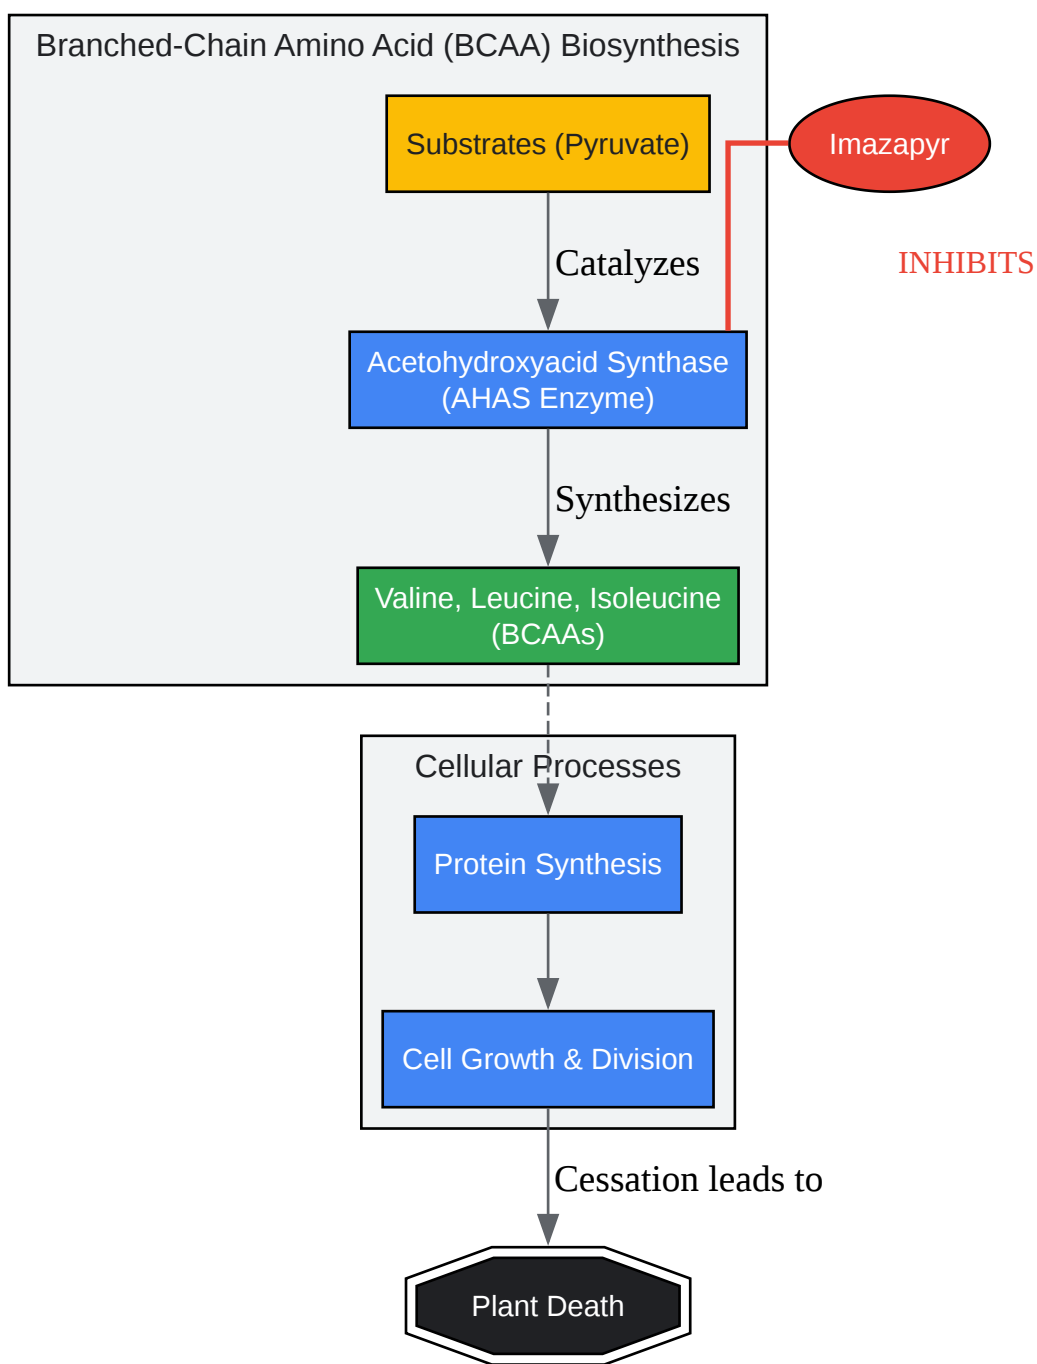 Branched-Chain Amino Acid (BCAA) Biosynthesis
Substrates (Pyruvate)
Imazapyr
Catalyzes
INHIBITS
Acetohydroxyacid Synthase
(AHAS Enzyme)
Synthesizes
Valine, Leucine, Isoleucine
(BCAAs)
Cellular Processes
Protein Synthesis
Cell Growth & Division
Cessation leads to
Plant Death